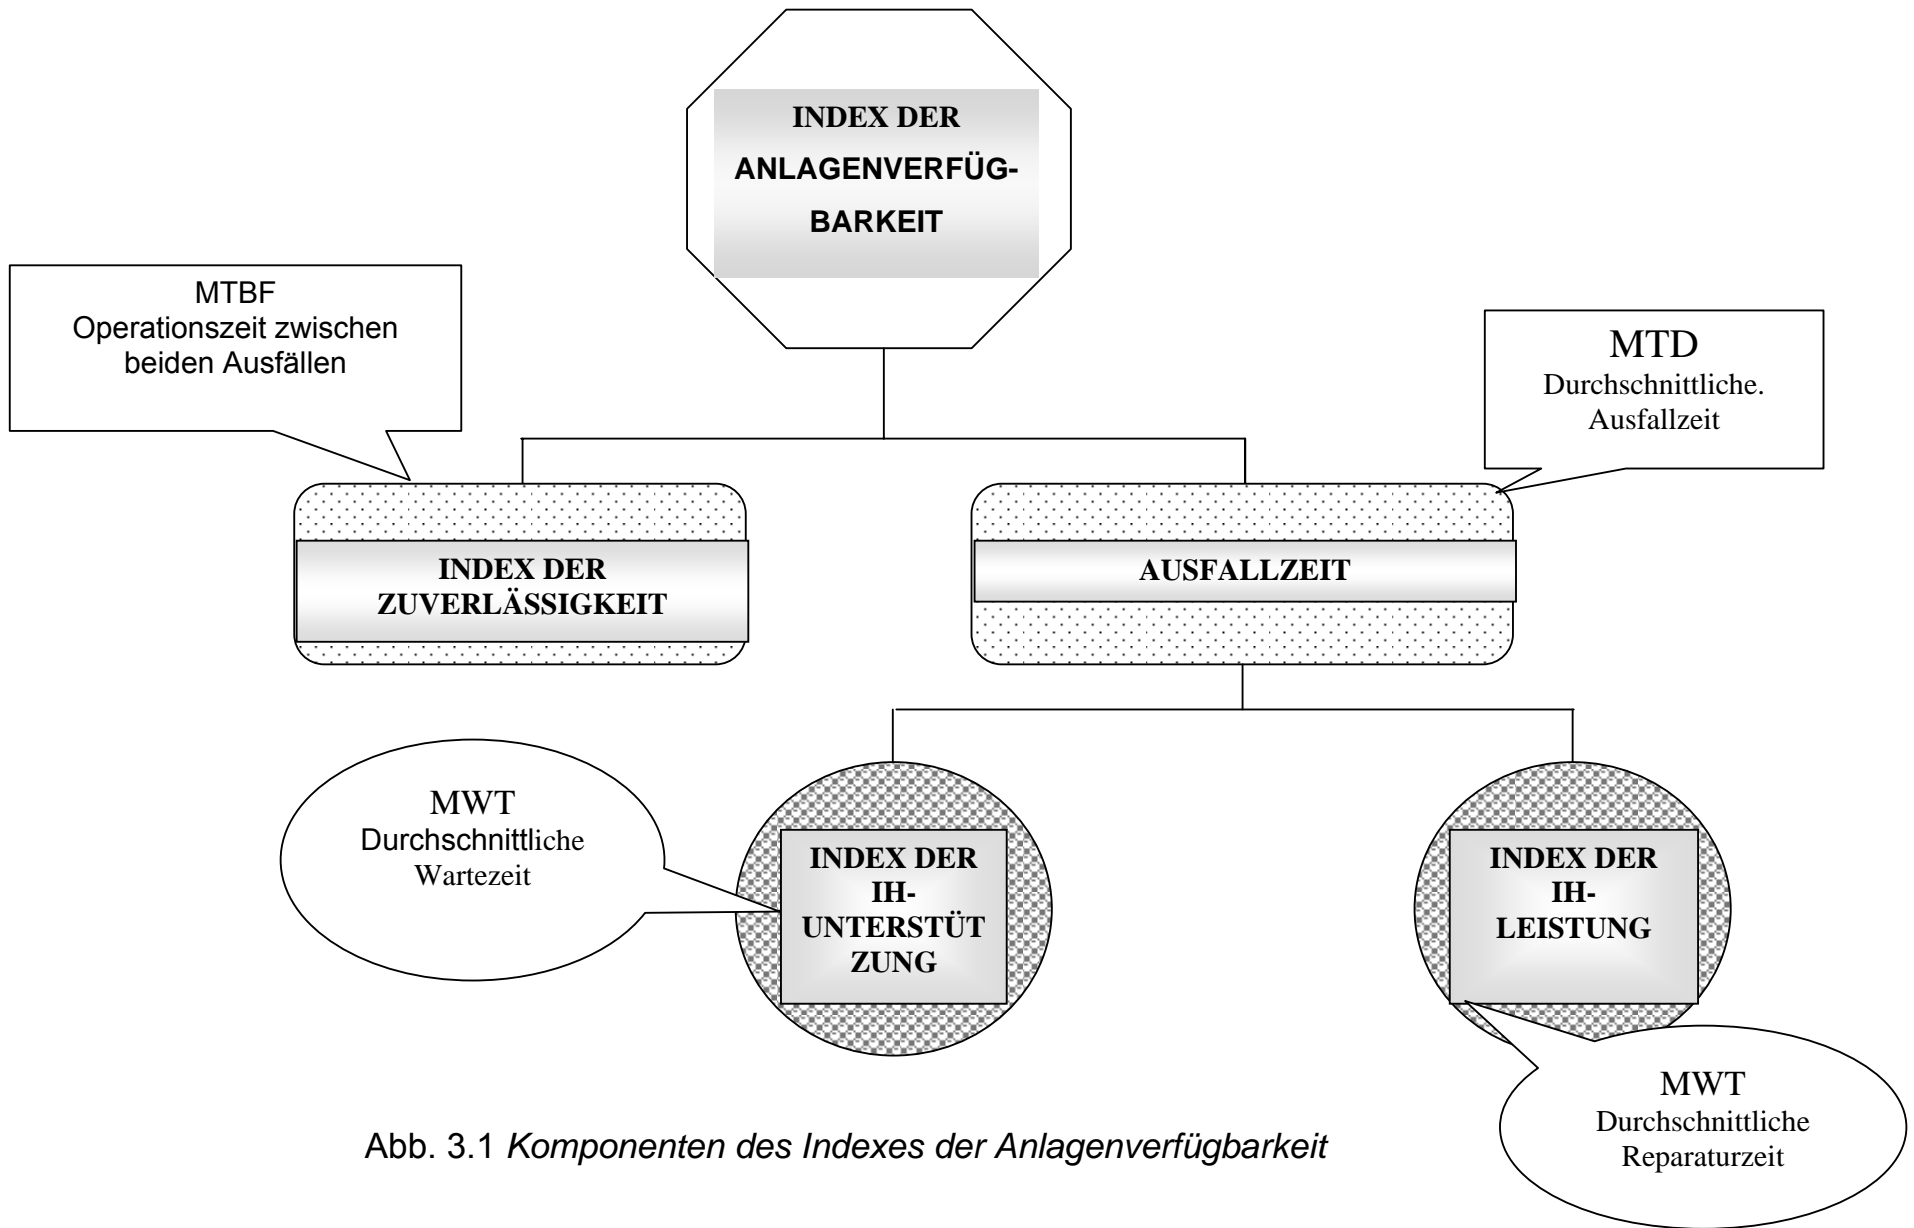 INDEX DER
ANLAGENVERFÜG-
BARKEIT
MTBF
Operationszeit zwischen
beiden Ausfällen
MTD
Durchschnittliche.
Ausfallzeit
INDEX DER
ZUVERLÄSSIGKEIT
AUSFALLZEIT
MWT
Durchschnittliche
Wartezeit
INDEX DER
IH-
UNTERSTÜT
ZUNG
INDEX DER
IH-
LEISTUNG
MWT
Durchschnittliche
Reparaturzeit
Abb. 3.1 Komponenten des Indexes der Anlagenverfügbarkeit